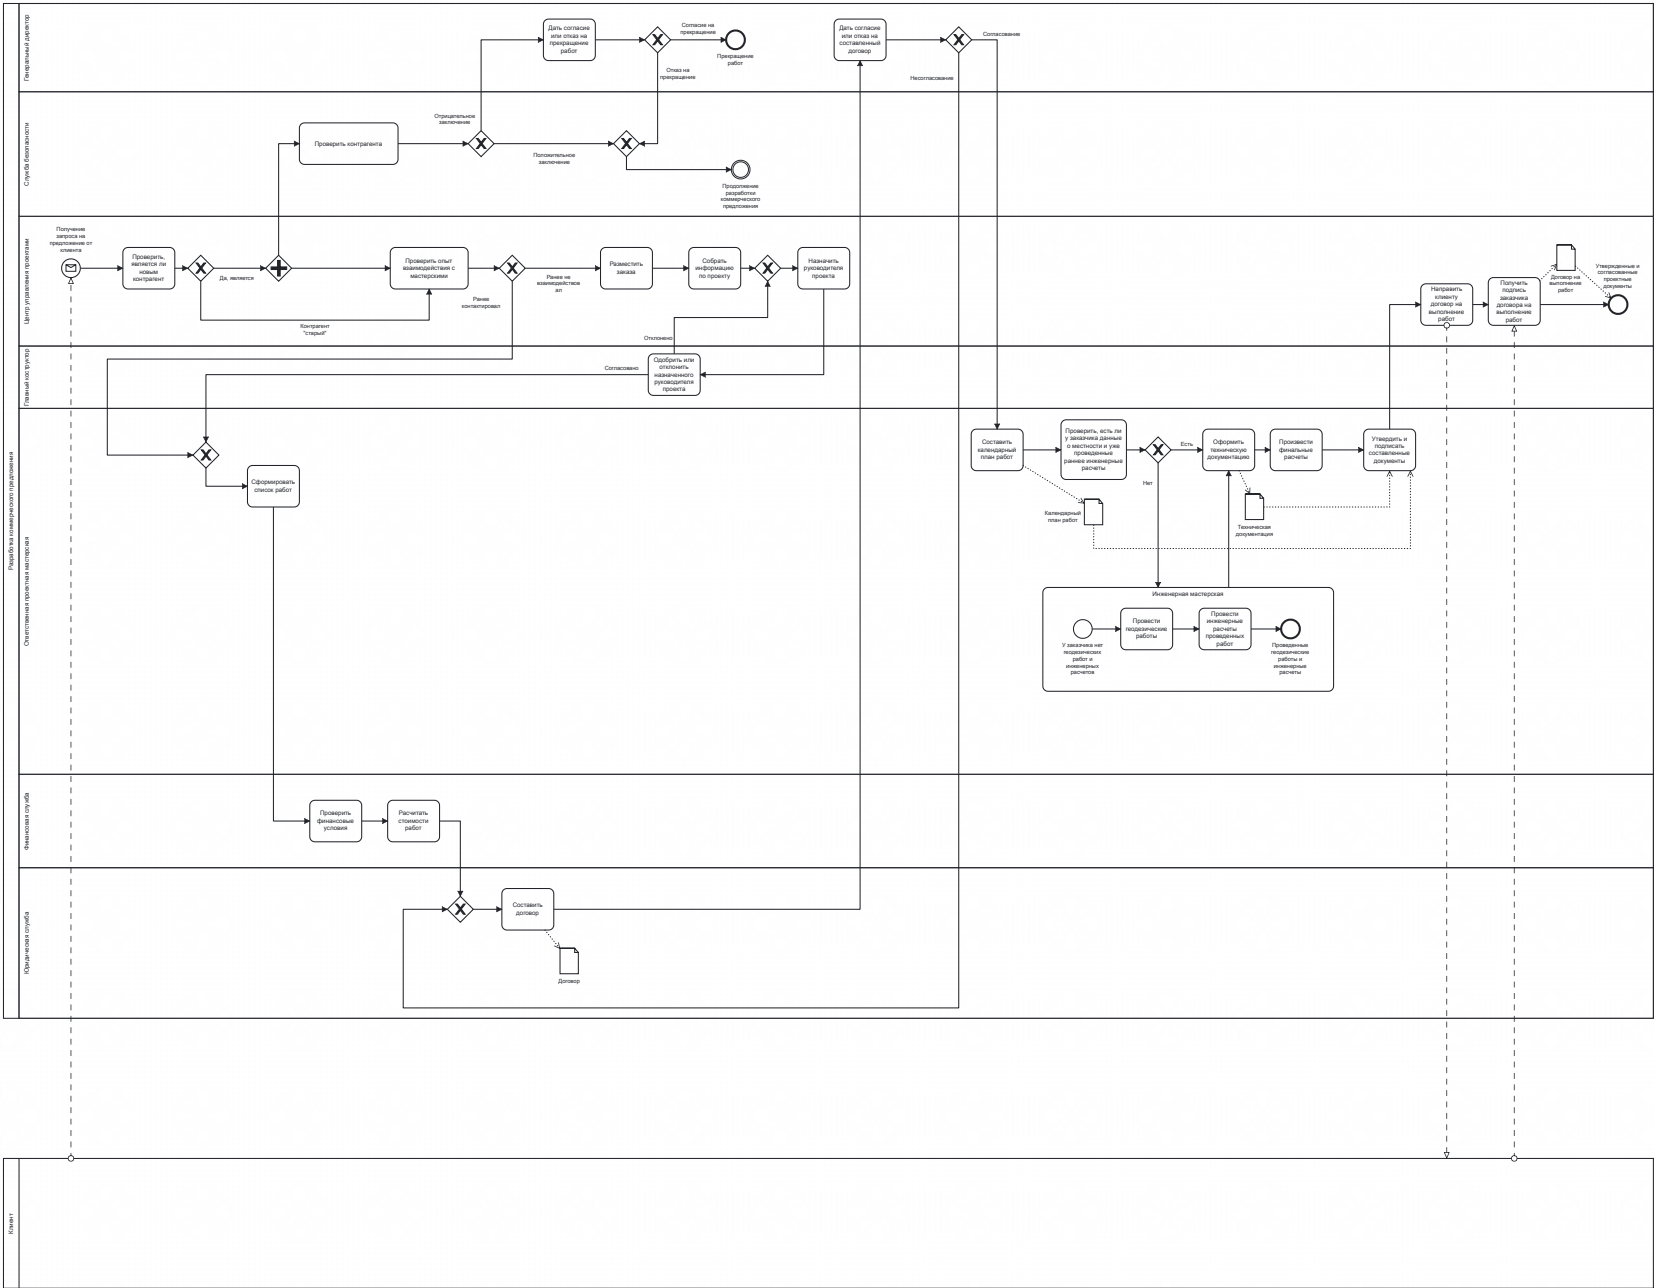 Разработка коммерческого предложения
Генеральный директор
Дать согласие
или отказ на
прекращение
работ
Согласие на
прекращение
Прекращение
работ
Отказ на
прекращение
Дать согласие
или отказ на
составленный
договор
Согласование
Несогласование
Служба безопасности
Проверить контрагента
Отрицательное
заключение
Положительное
заключение
Продолжение
разработки
коммерческого
предложения
Центр управления проектами
Получение
запроса на
предложение от
клиента
Проверить,
является ли
новым
контрагент
Да, является
Контрагент
"старый"
Проверить опыт
взаимодействия с
мастерскими
Ранее
контактировал
Ранее не
взаимодействов
ал
Разместить
заказа
Собрать
информацию
по проекту
Назначить
руководителя
проекта
Отклонено
Направить
клиенту
договор на
выполнение
работ
Получить
подпись
заказчика
договора на
выполнение
работ
Договор на
выполнение
работ
Утвержденные и
согласованные
проектные
документы
Главный коструктор
Согласовано
Одобрить или
отклонить
назначенного
руководителя
проекта
Ответственная проектная мастерская
Сформировать
список работ
Составить
календарный
план работ
Календарный
план работ
Проверить, есть ли
у заказчика данные
о местности и уже
проведенные
раннее инженерные
расчеты
Есть
Нет
Оформить
техническую
документацию
Техническая
документация
Произвести
финальные
расчеты
Утвердить и
подписать
составленные
документы
Инженерная мастерская
У заказчика нет
геодезических
работ и
инженерных
расчетов
Провести
геодезические
работы
Провести
инженерные
расчеты
проведенных
работ
Проведенные
геодезические
работы и
инженерные
расчеты
Финансовая служба
Проверить
финансовые
условия
Расчитать
стоимости
работ
Юридическая служба
Составить
договор
Договор
Клиент